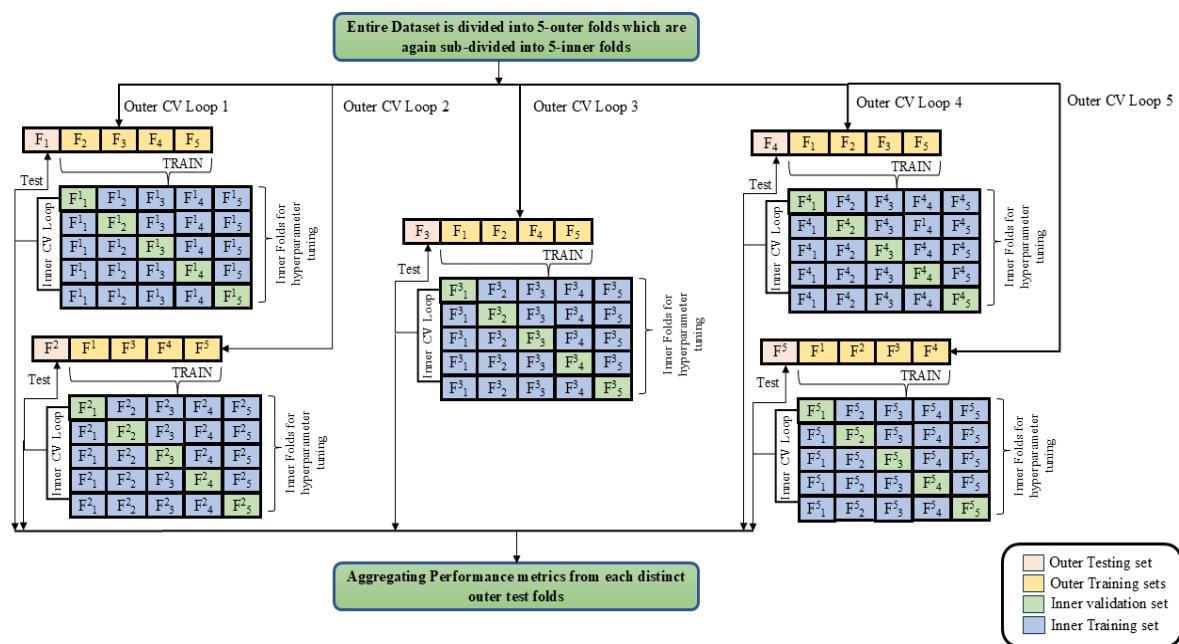 Entire Dataset is divided into 5-outer folds which are
again sub-divided into 5-inner folds
Outer CV Loop 1
Outer CV Loop 2
Outer CV Loop 3
Outer CV Loop 4
Outer CV Loop 5
F₁ F₂ F₃ F₄ F₅
TRAIN
Test
Inner CV Loop
F¹₁ F¹₂ F¹₃ F¹₄ F¹₅
F¹₁ F¹₂ F¹₃ F¹₄ F¹₅
F¹₁ F¹₂ F¹₃ F¹₄ F¹₅
F¹₁ F¹₂ F¹₃ F¹₄ F¹₅
F¹₁ F¹₂ F¹₃ F¹₄ F¹₅
Inner Folds for
hyperparameter
tuning
F² F¹ F³ F⁴ F⁵
TRAIN
Test
Inner CV Loop
F²₁ F²₂ F²₃ F²₄ F²₅
F²₁ F²₂ F²₃ F²₄ F²₅
F²₁ F²₂ F²₃ F²₄ F²₅
F²₁ F²₂ F²₃ F²₄ F²₅
F²₁ F²₂ F²₃ F²₄ F²₅
Inner Folds for
hyperparameter
tuning
F₃ F₁ F₂ F₄ F₅
TRAIN
Test
Inner CV Loop
F³₁ F³₂ F³₃ F³₄ F³₅
F³₁ F³₂ F³₃ F³₄ F³₅
F³₁ F³₂ F³₃ F³₄ F³₅
F³₁ F³₂ F³₃ F³₄ F³₅
F³₁ F³₂ F³₃ F³₄ F³₅
Inner Folds for
hyperparameter
tuning
F₄ F₁ F₂ F₃ F₅
TRAIN
Test
Inner CV Loop
F⁴₁ F⁴₂ F⁴₃ F⁴₄ F⁴₅
F⁴₁ F⁴₂ F⁴₃ F¹₄ F⁴₅
F⁴₁ F⁴₂ F⁴₃ F⁴₄ F⁴₅
F⁴₁ F⁴₂ F⁴₃ F⁴₄ F⁴₅
F⁴₁ F⁴₂ F⁴₃ F⁴₄ F⁴₅
Inner Folds for
hyperparameter
tuning
F⁵ F¹ F² F³ F⁴
TRAIN
Test
Inner CV Loop
F⁵₁ F⁵₂ F⁵₃ F⁵₄ F⁵₅
F⁵₁ F⁵₂ F⁵₃ F⁵₄ F⁵₅
F⁵₁ F⁵₂ F⁵₃ F⁵₄ F⁵₅
F⁵₁ F⁵₂ F⁵₃ F⁵₄ F⁵₅
F⁵₁ F⁵₂ F⁵₃ F⁵₄ F⁵₅
Inner Folds for
hyperparameter
tuning
Aggregating Performance metrics from each distinct
outer test folds
Outer Testing set
Outer Training sets
Inner validation set
Inner Training set